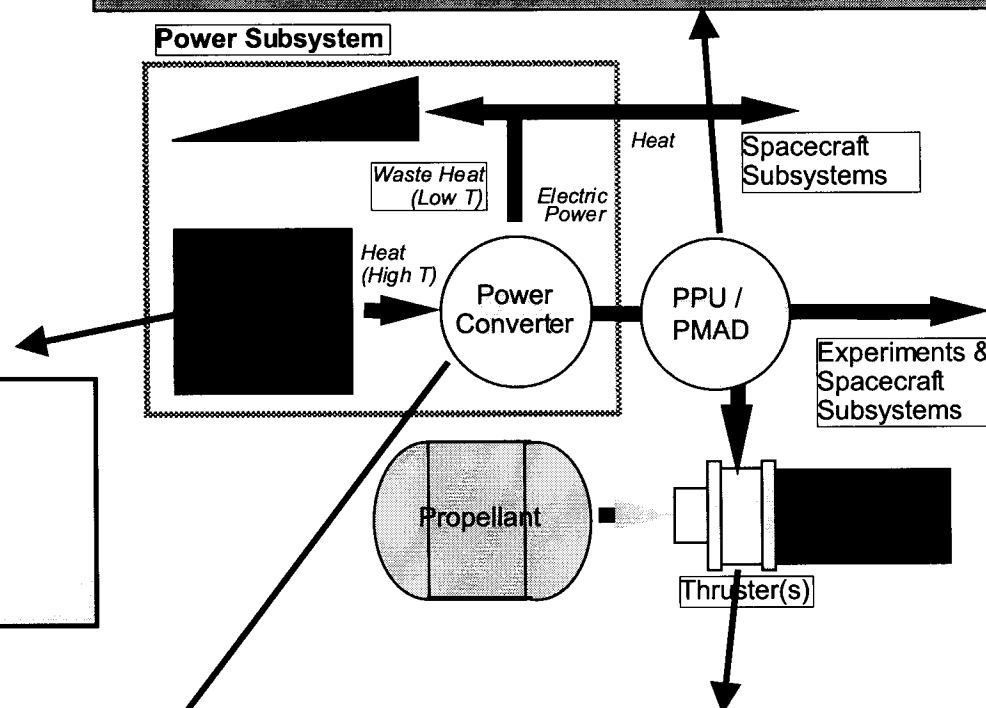 Power Subsystem
Heat
Spacecraft
Subsystems
Waste Heat
(Low T)
Electric
Power
Heat
(High T)
Power
Converter
PPU /
PMAD
Experiments &
Spacecraft
Subsystems
Propellant
Thruster(s)